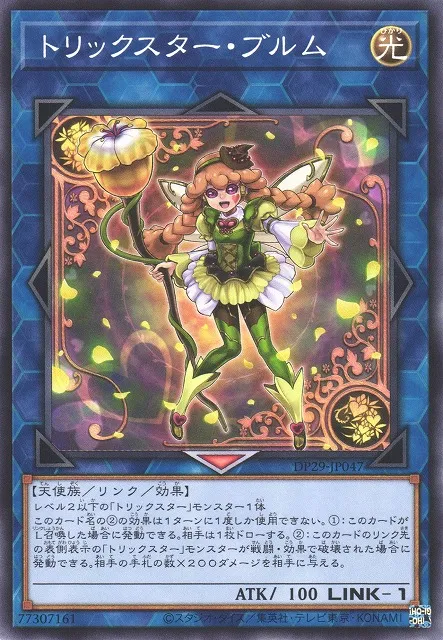 トリックスター・ブルム
光
DP29-JP047
【天使族／リンク／効果】
レベル２以下の「トリックスター」モンスター１体
このカード名の②の効果は１ターンに１度しか使用できない。①：このカードが
Ｌ召喚した場合に発動できる。相手は１枚ドローする。②：このカードのリンク先
の表側表示の「トリックスター」モンスターが戦闘・効果で破壊された場合に
発動できる。相手の手札の数×２００ダメージを相手に与える。
ATK/ 100 LINK-1
77307161
©スタジオ・ダイス／集英社・テレビ東京・KONAMI